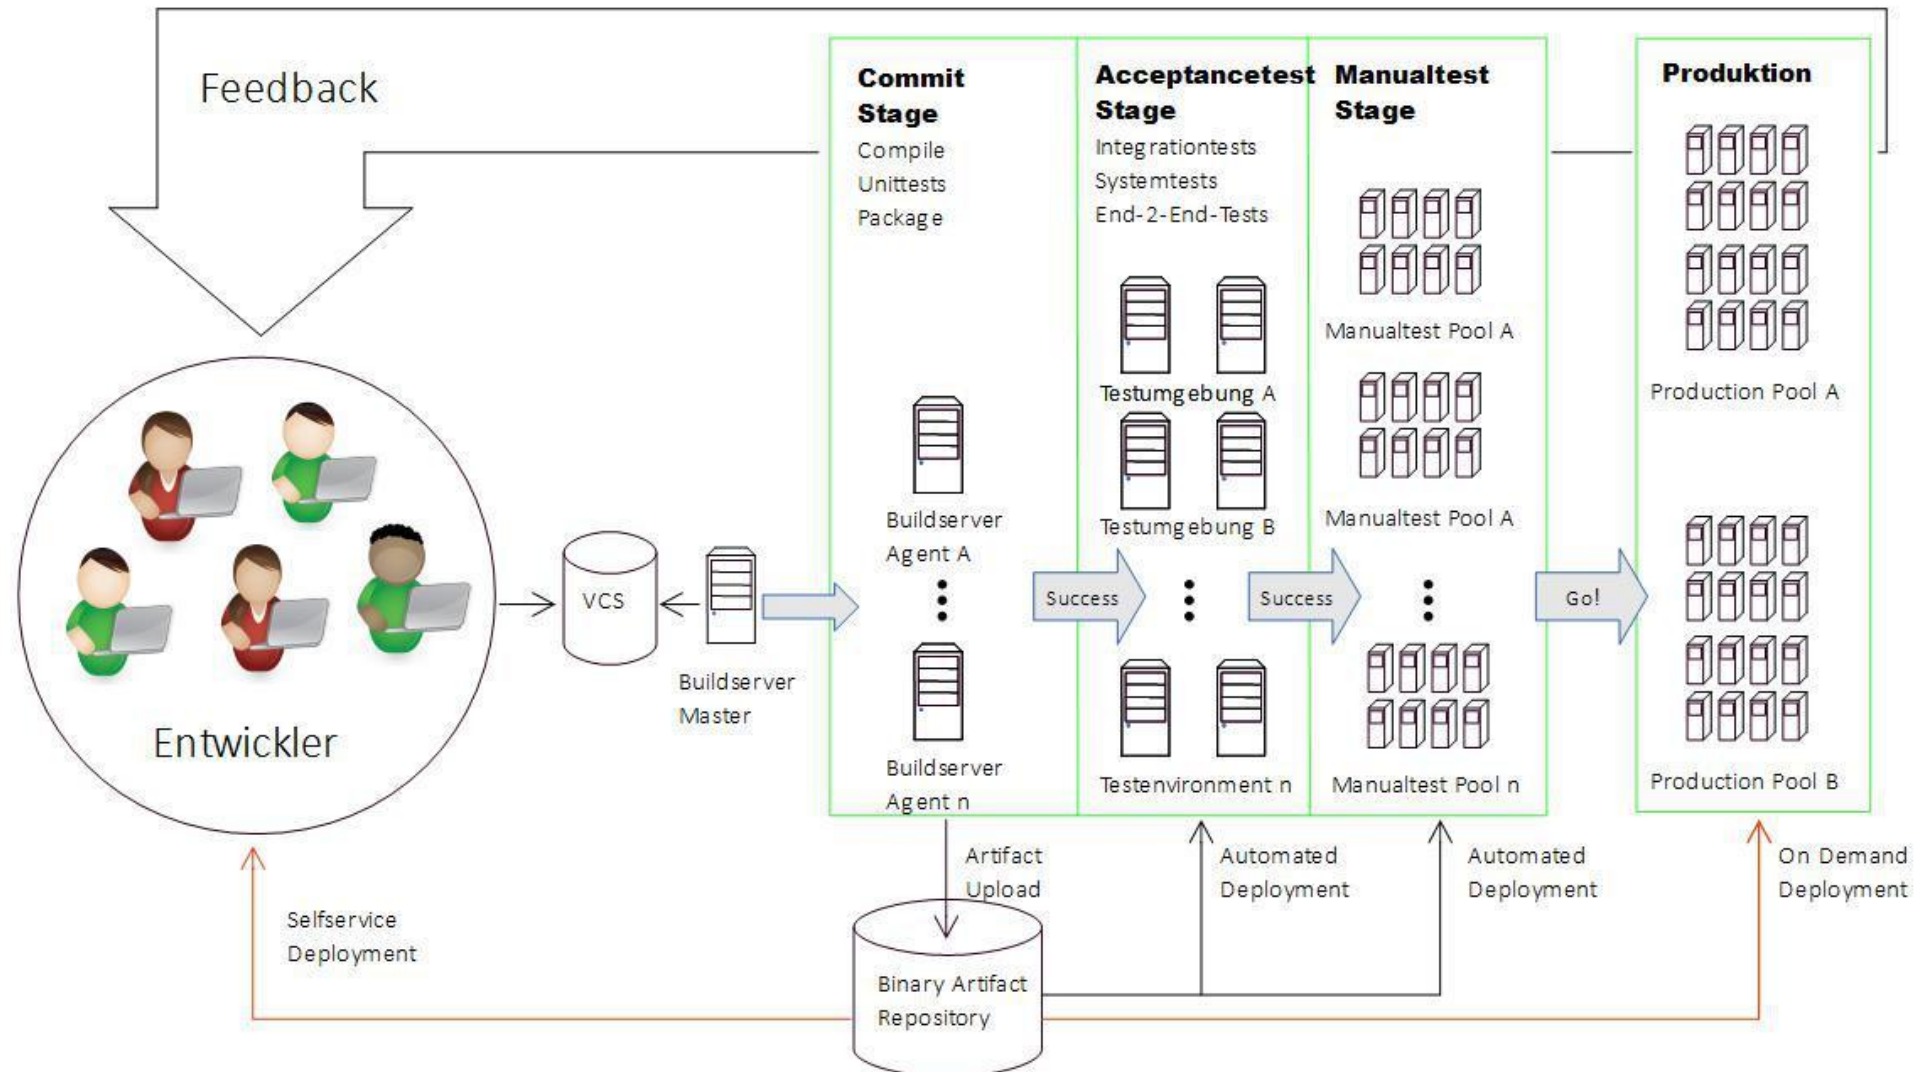 Feedback
Commit
Stage
Compile
Unittests
Package
Acceptancetest
Stage
Integrationtests
Systemtests
End-2-End-Tests
Manualtest
Stage
Produktion
Testumgebung A
Testumgebung B
Testenvironment n
Manualtest Pool A
Manualtest Pool A
Manualtest Pool n
Production Pool A
Production Pool B
Buildserver
Agent A
Buildserver
Agent n
Entwickler
VCS
Buildserver
Master
Success
Success
Go!
Artifact
Upload
Automated
Deployment
Automated
Deployment
On Demand
Deployment
Selfservice
Deployment
Binary Artifact
Repository